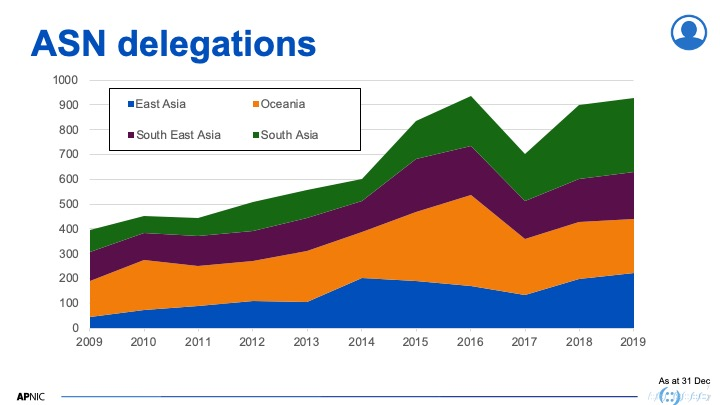 ASN delegations
1000
900
800
700
600
500
400
300
200
100
0
East Asia
Oceania
South East Asia
South Asia
2009 2010 2011 2012 2013 2014 2015 2016 2017 2018 2019
As at 31 Dec
APNIC
(::)